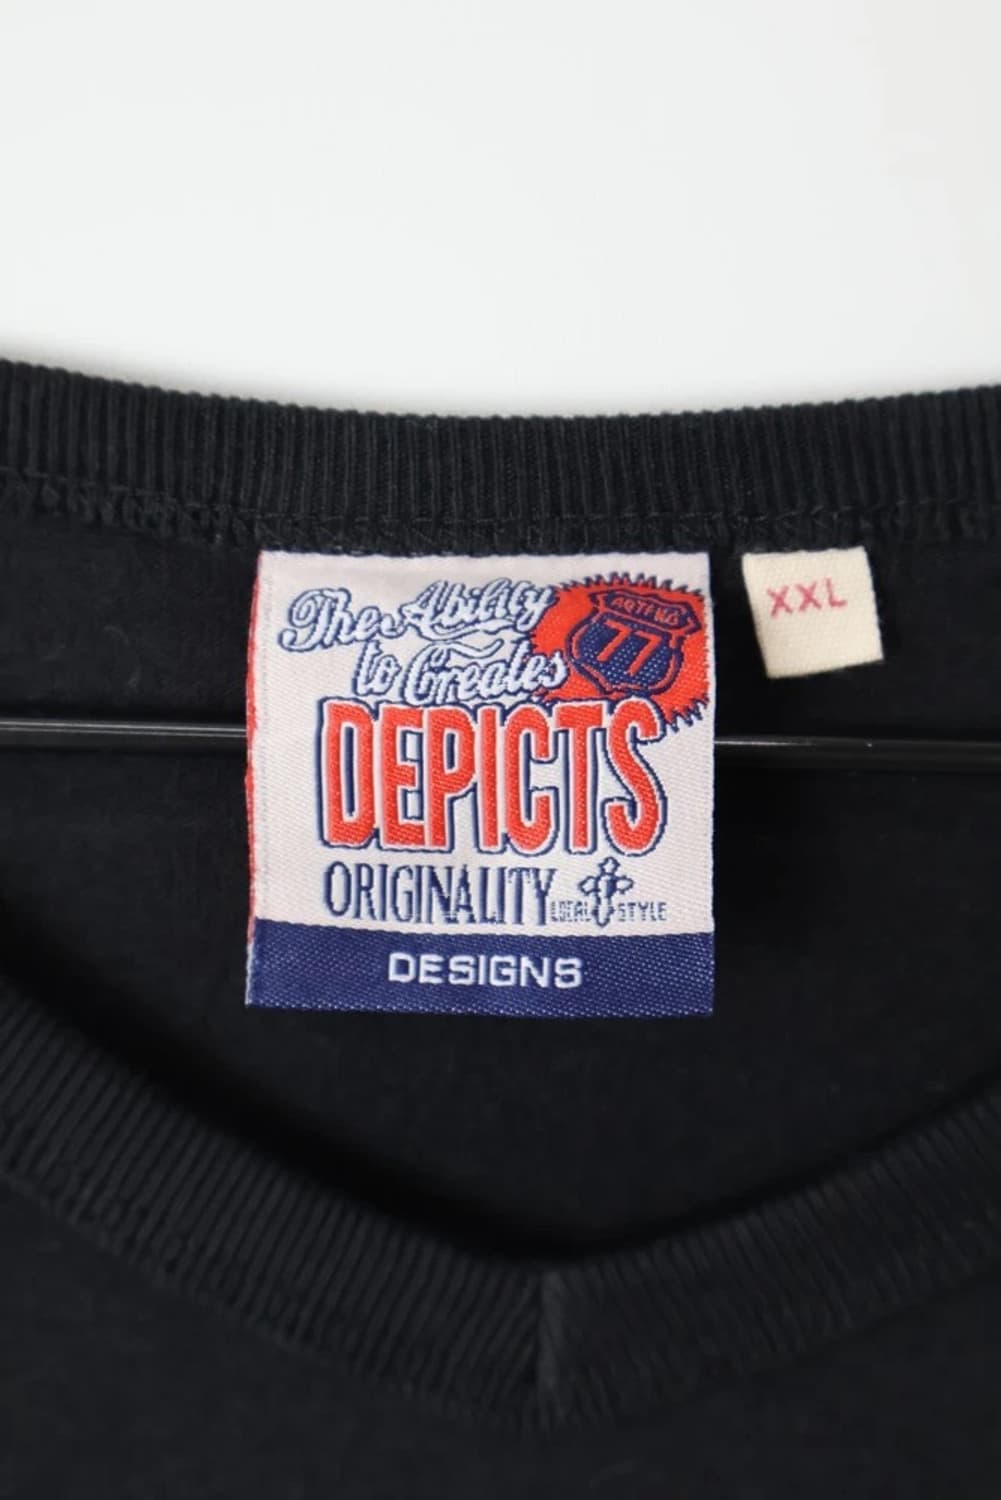 The Ability
to Creates
77
DEPICTS
ORIGINALITY LOCAL STYLE
DESIGNS
XXL